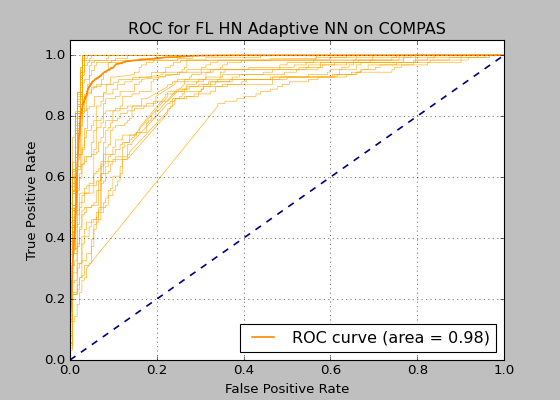 ROC for FL HN Adaptive NN on COMPAS
True Positive Rate
1.0
0.8
0.6
0.4
0.2
0.0
ROC curve (area = 0.98)
0.0 0.2 0.4 0.6 0.8 1.0
False Positive Rate